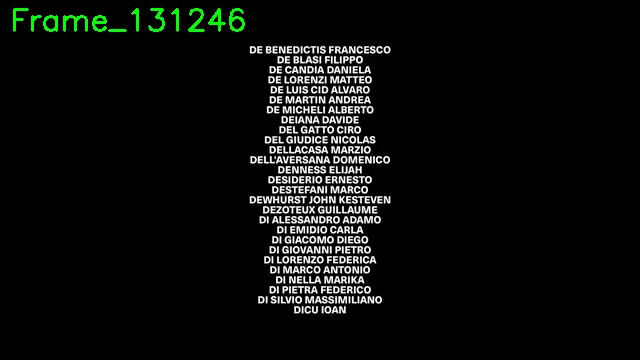 Frame_131246
DE BENEDICTIS FRANCESCO
DE BLASI FILIPPO
DE CANDIA DANIELA
DE LORENZI MATTEO
DE LUIS CID ALVARO
DE MARTIN ANDREA
DE MICHELI ALBERTO
DEIANA DAVIDE
DEL GATTO CIRO
DEL GIUDICE NICOLAS
DELLACASA MARZIO
DELL'AVERSANA DOMENICO
DENNESS ELIJAH
DESIDERIO ERNESTO
DESTEFANI MARCO
DEWHURST JOHN KESTEVEN
DEZOTEUX GUILLAUME
DI ALESSANDRO ADAMO
DI EMIDIO CARLA
DI GIACOMO DIEGO
DI GIOVANNI PIETRO
DI LORENZO FEDERICA
DI MARCO ANTONIO
DI NELLA MARIKA
DI PIETRA FEDERICO
DI SILVIO MASSIMILIANO
DICU IOAN